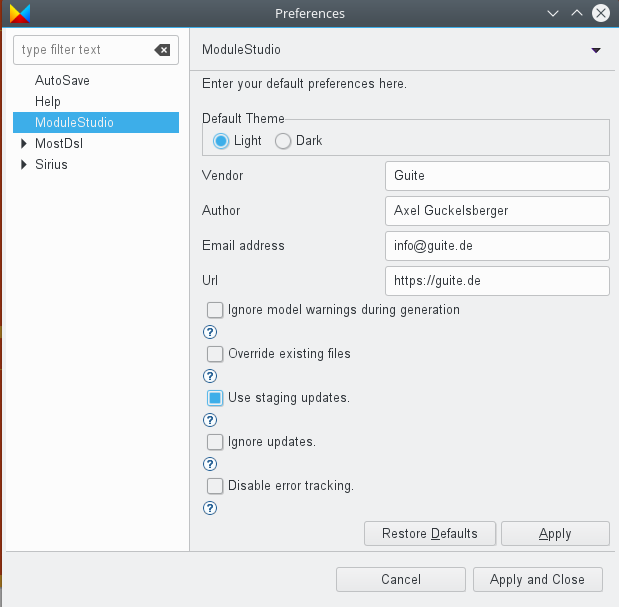 Preferences
type filter text
AutoSave
Help
ModuleStudio
MostDsl
Sirius
ModuleStudio
Enter your default preferences here.
Default Theme
Light Dark
Vendor Guite
Author Axel Guckelsberger
Email address info@guite.de
Url https://guite.de
Ignore model warnings during generation
?
Override existing files
?
Use staging updates.
?
Ignore updates.
?
Disable error tracking.
?
Restore Defaults Apply
Cancel Apply and Close